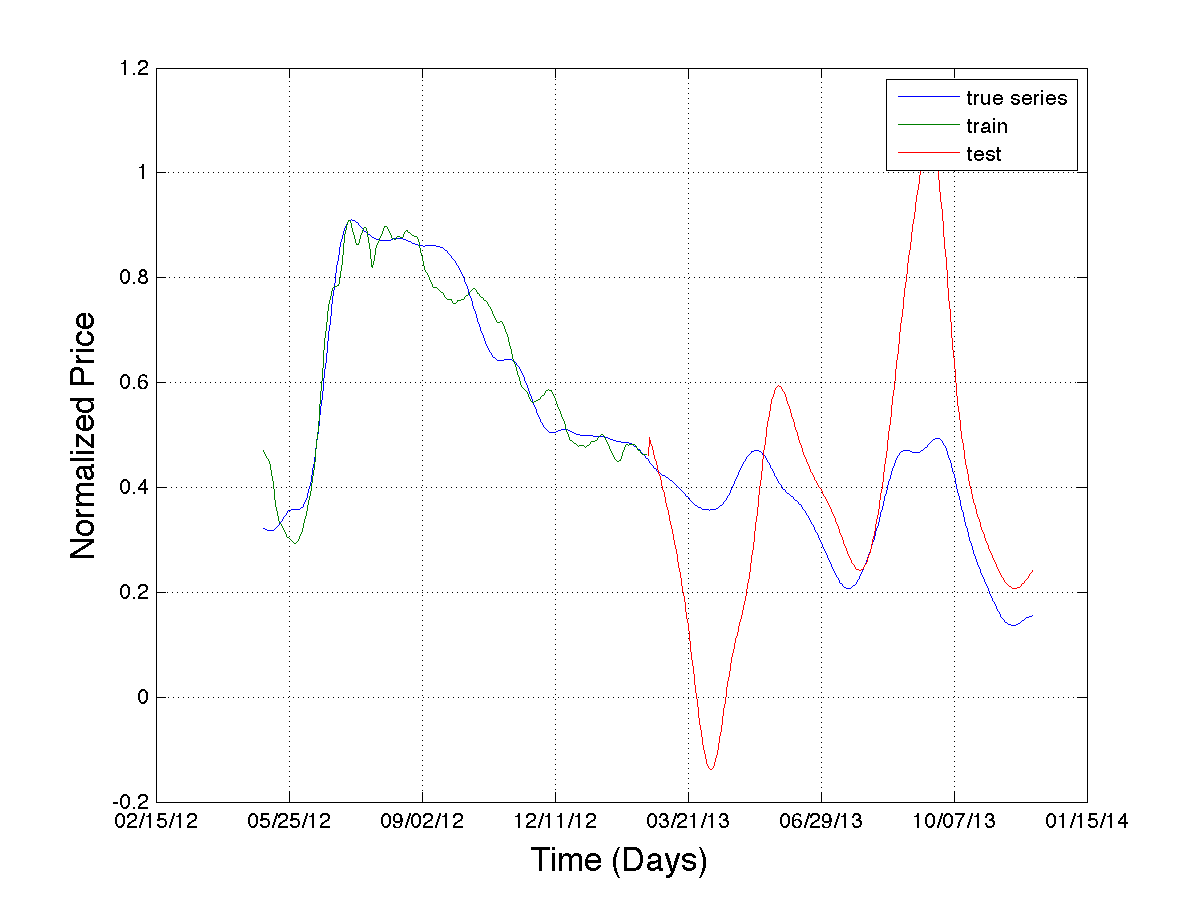 1.2
1
0.8
0.6
0.4
0.2
0
-0.2
Normalized Price
true series
train
test
02/15/12 05/25/12 09/02/12 12/11/12 03/21/13 06/29/13 10/07/13 01/15/14
Time (Days)